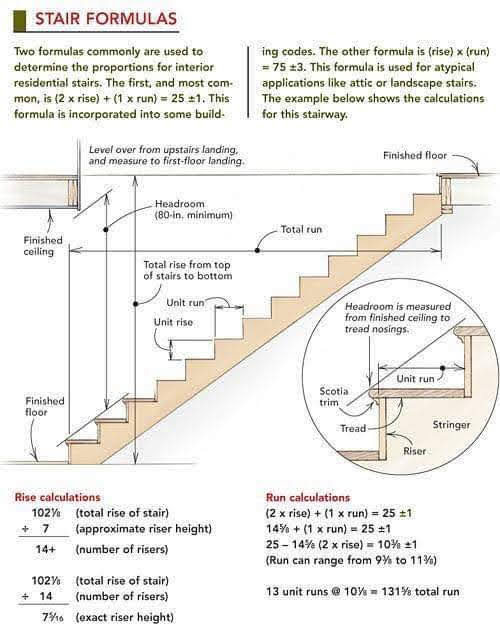 STAIR FORMULAS
Two formulas commonly are used to
determine the proportions for interior
residential stairs. The first, and most com-
mon, is (2 x rise) + (1 x run) = 25 ±1. This
formula is incorporated into some build-
ing codes. The other formula is (rise) x (run)
= 75 ±3. This formula is used for atypical
applications like attic or landscape stairs.
The example below shows the calculations
for this stairway.
Level over from upstairs landing,
and measure to first-floor landing.
Finished floor
Headroom
(80-in. minimum)
Total run
Finished
ceiling
Total rise from top
of stairs to bottom
Unit run
Unit rise
Headroom is measured
from finished ceiling to
tread nosings.
Unit run
Scotia
trim
Tread
Stringer
Riser
Finished
floor
Rise calculations
102⅛ (total rise of stair)
÷ 7 (approximate riser height)
14+ (number of risers)
102⅛ (total rise of stair)
÷ 14 (number of risers)
7 5⁄16 (exact riser height)
Run calculations
(2 x rise) + (1 x run) = 25 ±1
14⅝ + (1 x run) = 25 ±1
25 – 14⅝ (2 x rise) = 10⅜ ±1
(Run can range from 9⅜ to 11⅜)
13 unit runs @ 10⅛ = 131⅝ total run